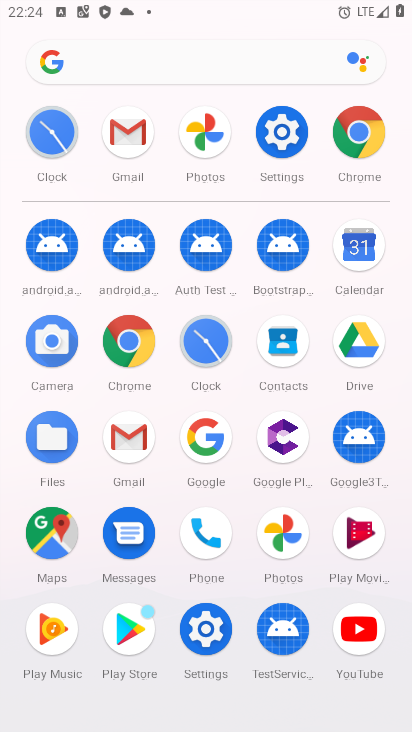 22:24 LTE
Clock Gmail Photos Settings Chrome
android.a... android.a... Auth Test ... Bootstrap... Calendar
31
Camera Chrome Clock Contacts Drive
Files Gmail Google Google Pl... Google3T...
Maps Messages Phone Photos Play Movi...
Play Music Play Store Settings TestServic... YouTube